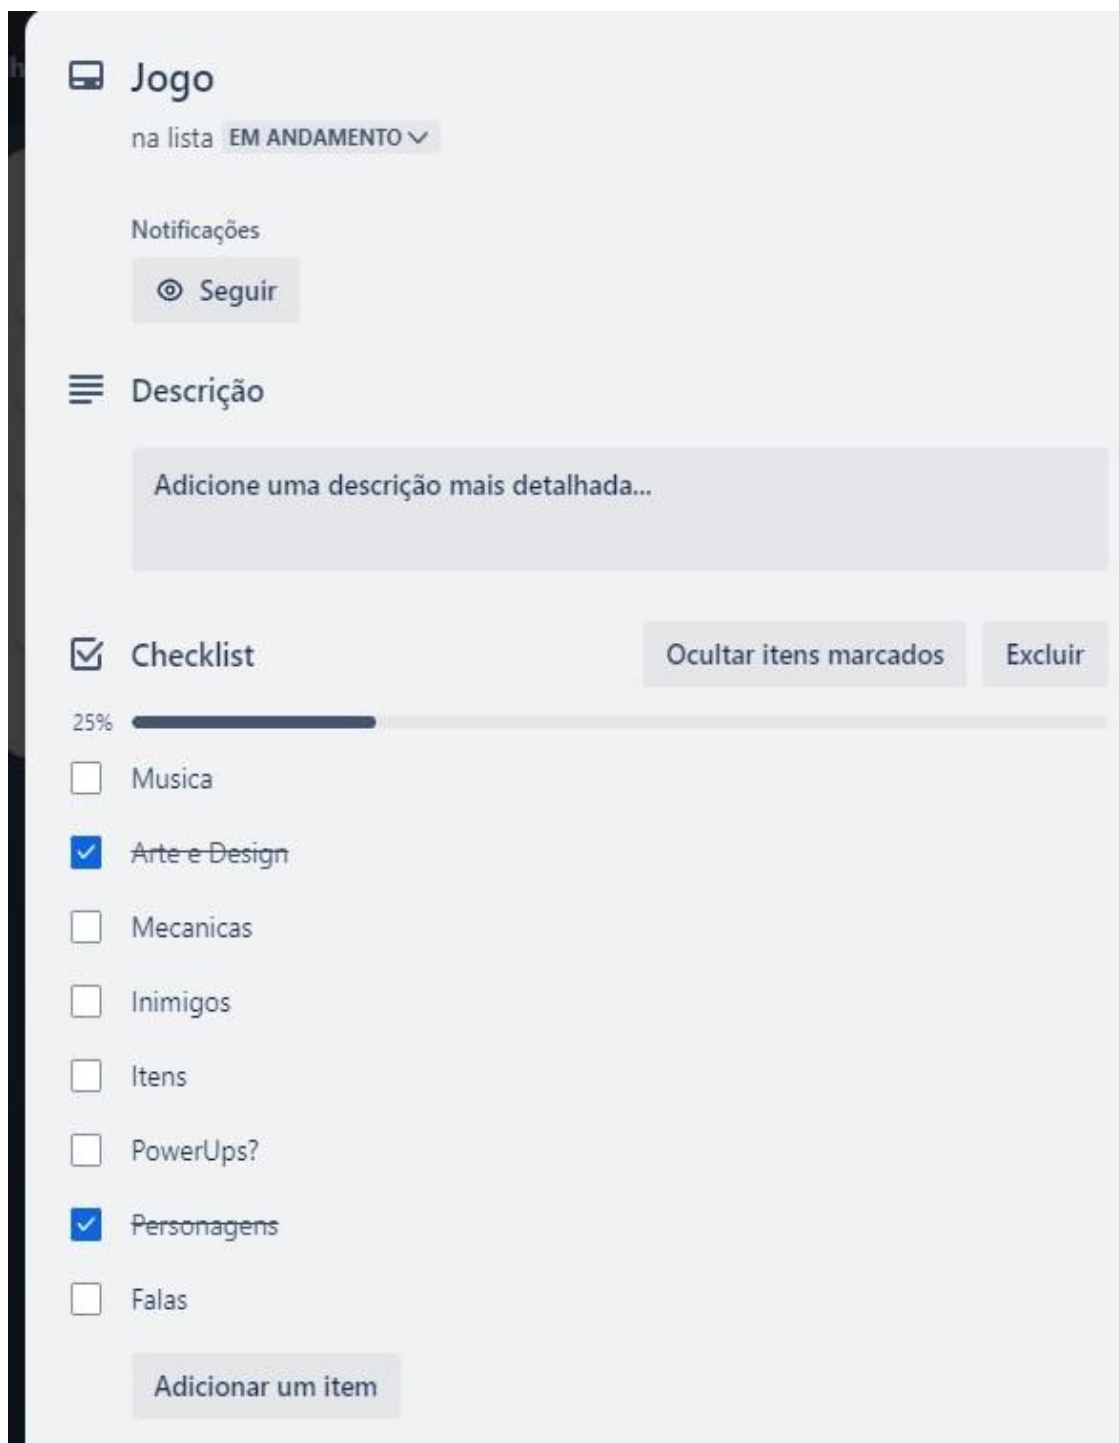 Jogo
na lista EM ANDAMENTO
Notificações
Seguir
Descrição
Adicione uma descrição mais detalhada...
Checklist Ocultar itens marcados Excluir
25%
Musica
Arte e Design
Mecanicas
Inimigos
Itens
PowerUps?
Personagens
Falas
Adicionar um item